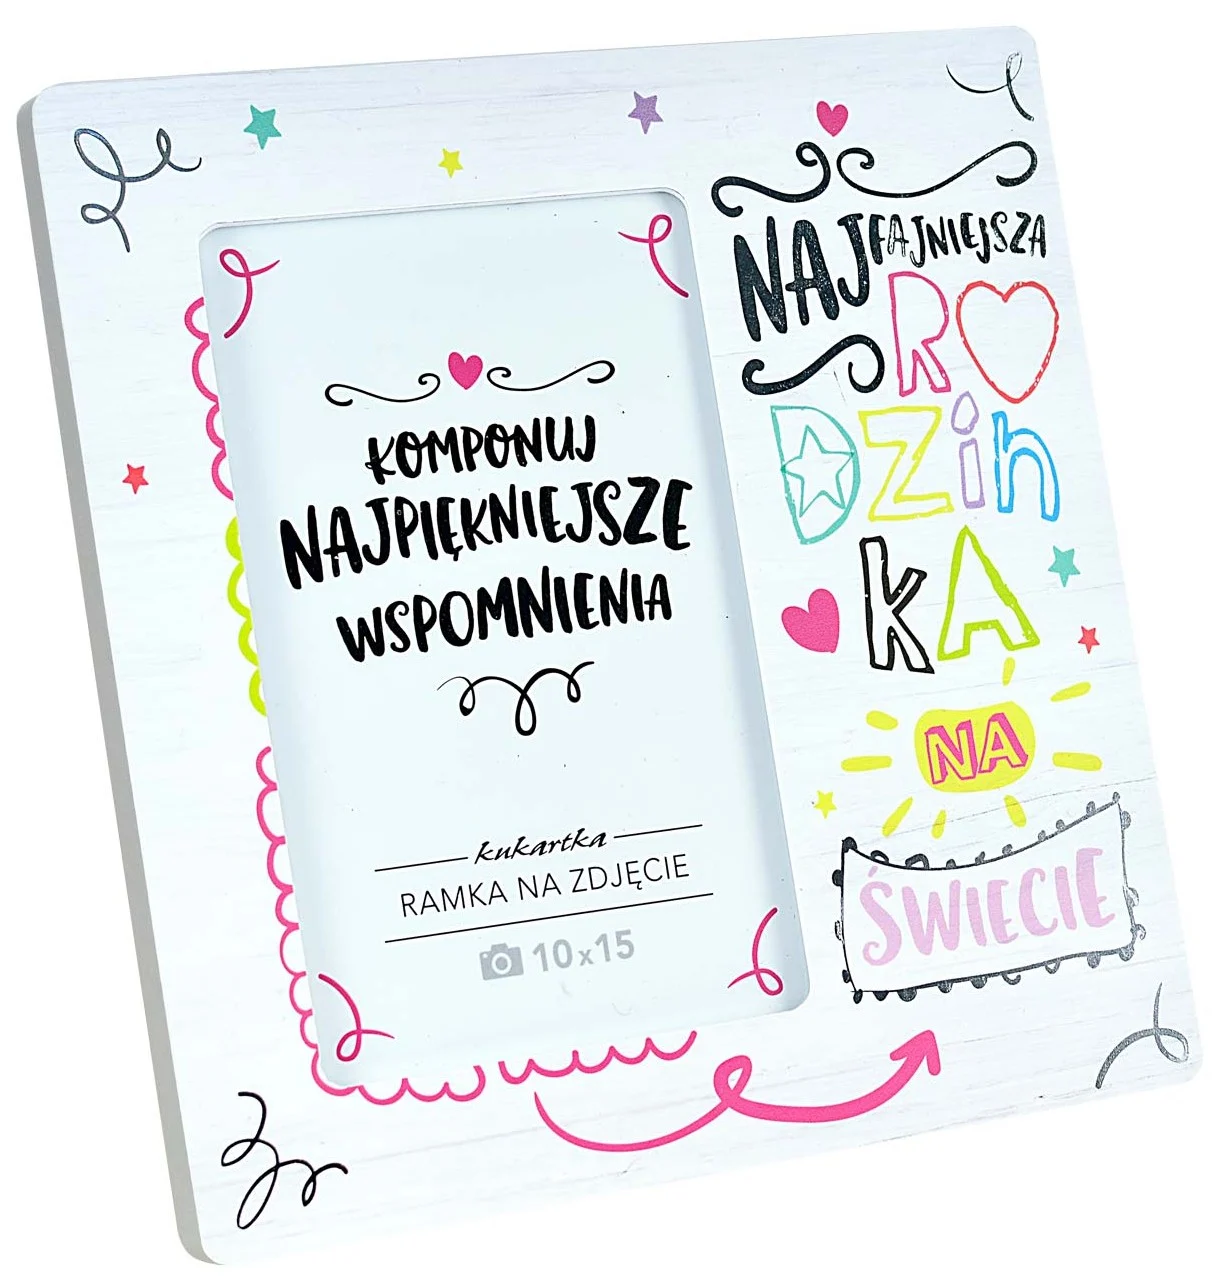 KOMPONUJ
NAJPIĘKNIEJSZE
WSPOMNIENIA
kukartka
RAMKA NA ZDJĘCIE
10x15
NAJFAJNIEJSZA
RO
DZin
kA
NA
ŚWIECIE